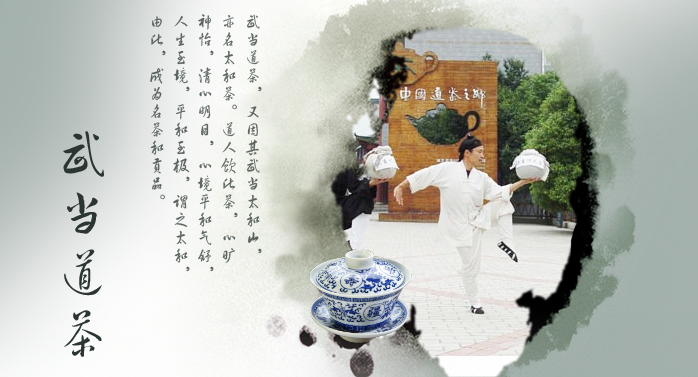 武当道茶，又因其武当太和山，
亦名太和茶。道人饮此茶，心旷
神怡，清心明目，心境平和气舒，
人生至境，平和至极，谓之太和，
由此，成为名茶和贡品。
武当道茶
中国道茶之乡